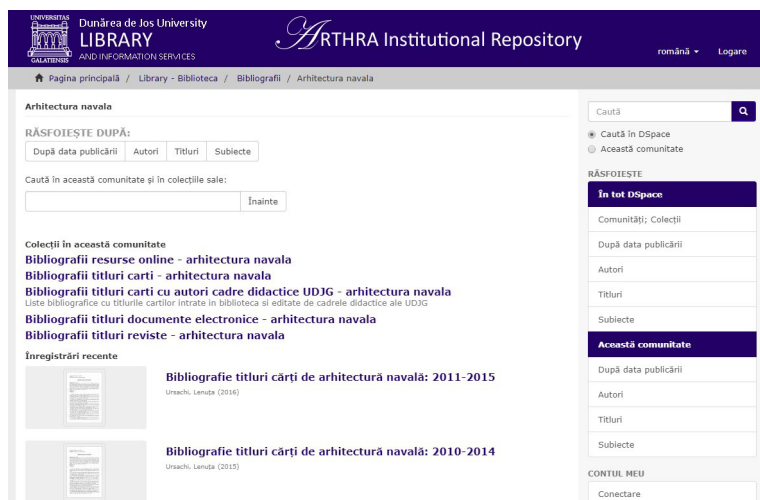 UNIVERSITAS
GALATIENSIS
Dunărea de Jos University
LIBRARY
AND INFORMATION SERVICES
ARTHRA Institutional Repository
română
Logare
Pagina principală / Library - Biblioteca / Bibliografii / Arhitectura navala
Arhitectura navala
RĂSFOIEȘTE DUPĂ:
După data publicării Autori Titluri Subiecte
Caută în această comunitate și în colecțiile sale:
Înainte
Colecții în această comunitate
Bibliografii resurse online - arhitectura navala
Bibliografii titluri carti - arhitectura navala
Bibliografii titluri carti cu autori cadre didactice UDJG - arhitectura navala
Liste bibliografice cu titlurile cartilor intrate in biblioteca si editate de cadrele didactice ale UDJG
Bibliografii titluri documente electronice - arhitectura navala
Bibliografii titluri reviste - arhitectura navala
Înregistrări recente
Bibliografie titluri cărți de arhitectură navală: 2011-2015
Ursachi, Lenuța (2016)
Bibliografie titluri cărți de arhitectură navală: 2010-2014
Ursachi, Lenuța (2015)
Caută
Caută în DSpace
Această comunitate
RĂSFOIEȘTE
În tot DSpace
Comunități; Colecții
După data publicării
Autori
Titluri
Subiecte
Această comunitate
După data publicării
Autori
Titluri
Subiecte
CONTUL MEU
Conectare